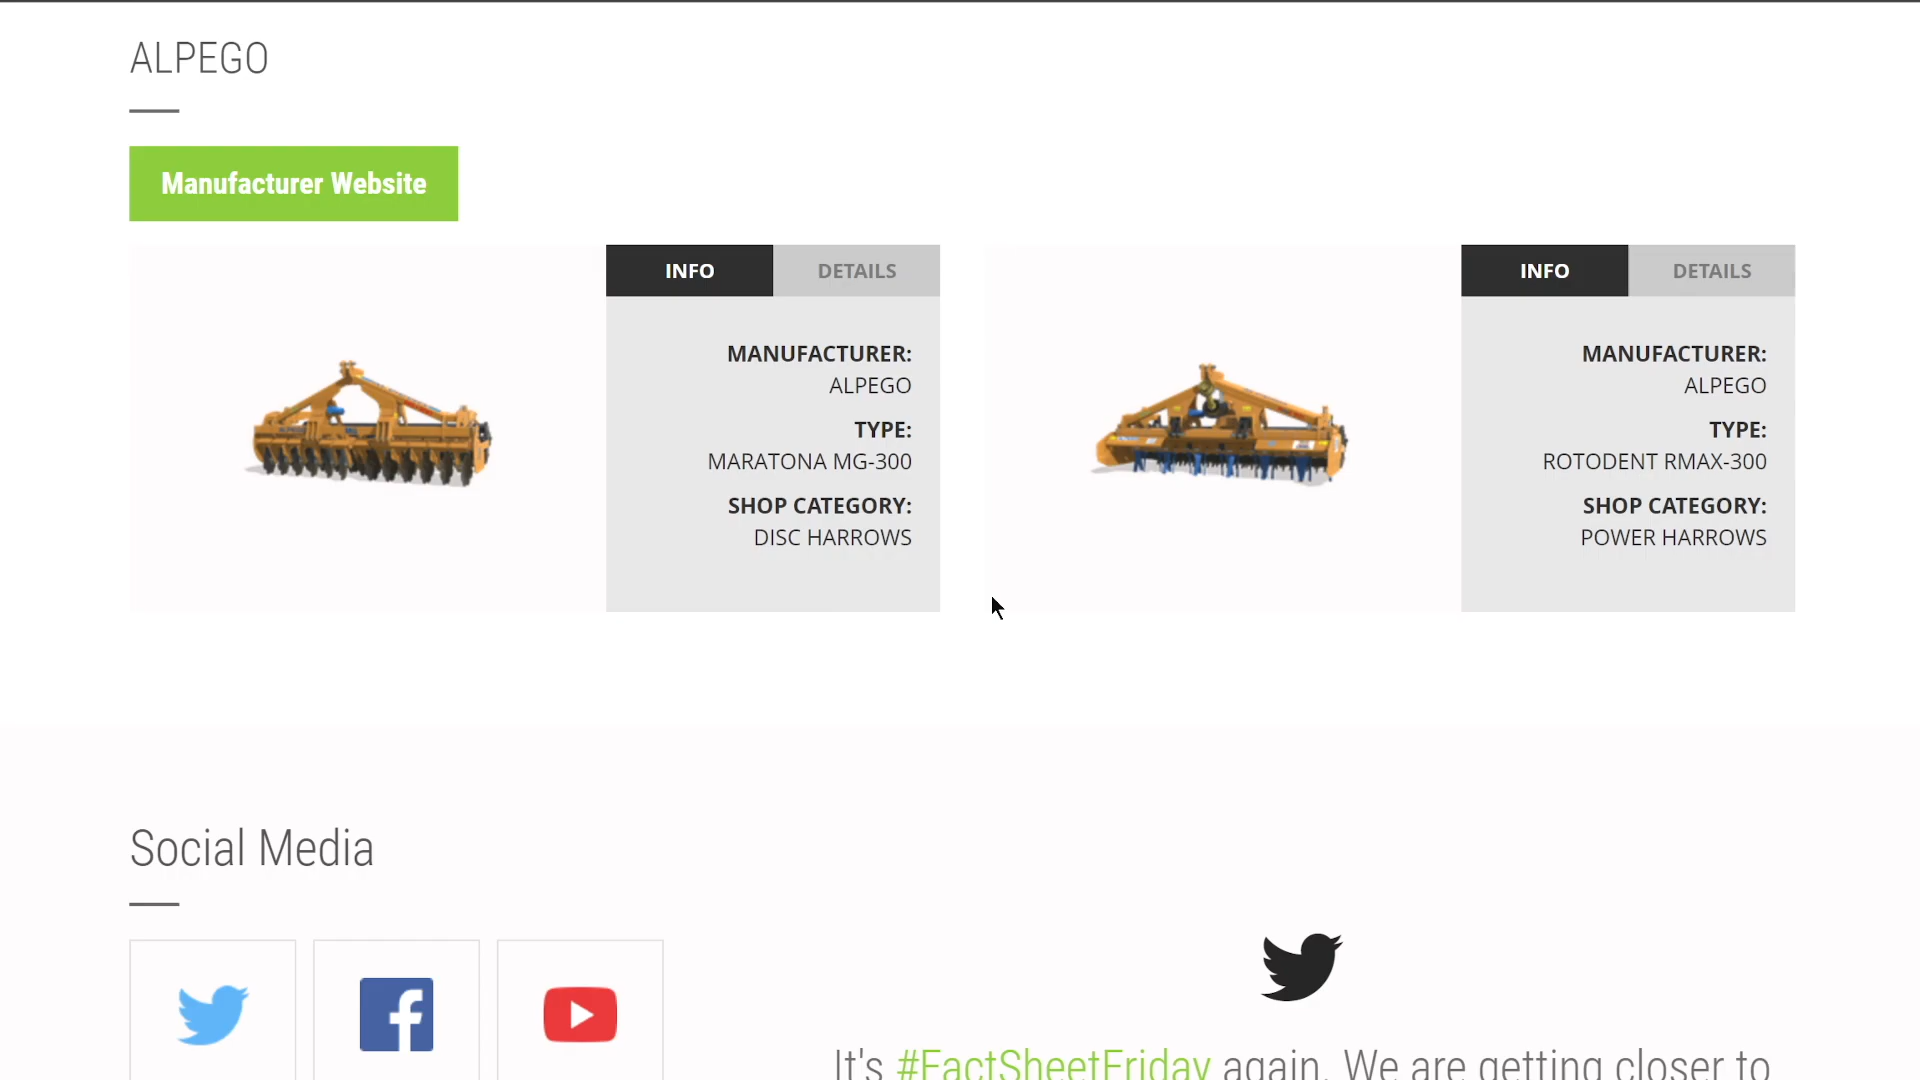 ALPEGO
Manufacturer Website
INFO
DETAILS
MANUFACTURER:
ALPEGO
TYPE:
MARATONA MG-300
SHOP CATEGORY:
DISC HARROWS
INFO
DETAILS
MANUFACTURER:
ALPEGO
TYPE:
ROTODENT RMAX-300
SHOP CATEGORY:
POWER HARROWS
Social Media
It's #FactSheetFriday again. We are getting closer to